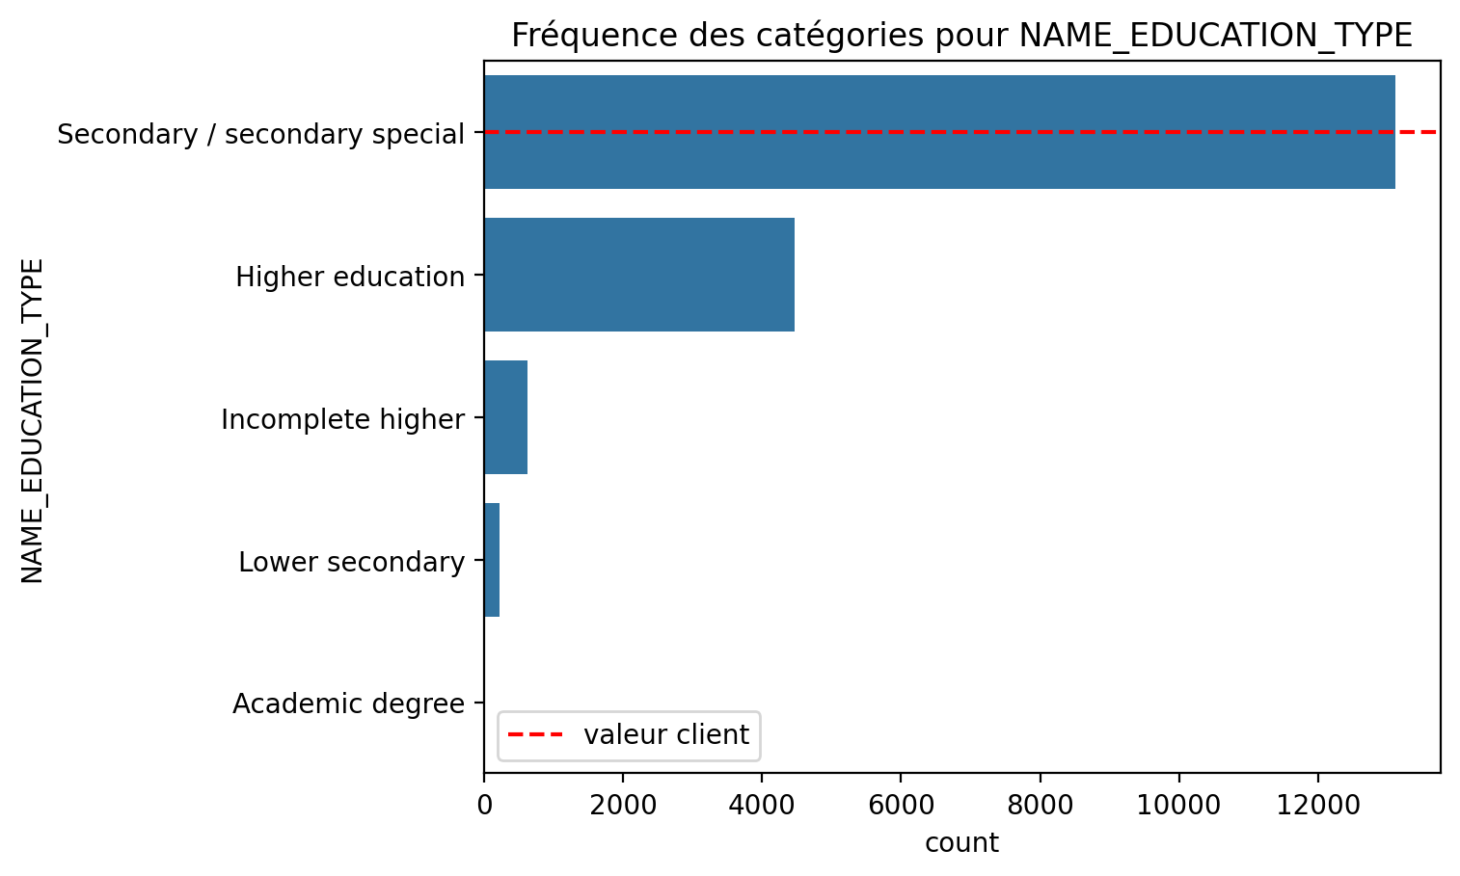 Fréquence des catégories pour NAME_EDUCATION_TYPE
NAME_EDUCATION_TYPE
Secondary / secondary special
Higher education
Incomplete higher
Lower secondary
Academic degree
valeur client
0 2000 4000 6000 8000 10000 12000
count